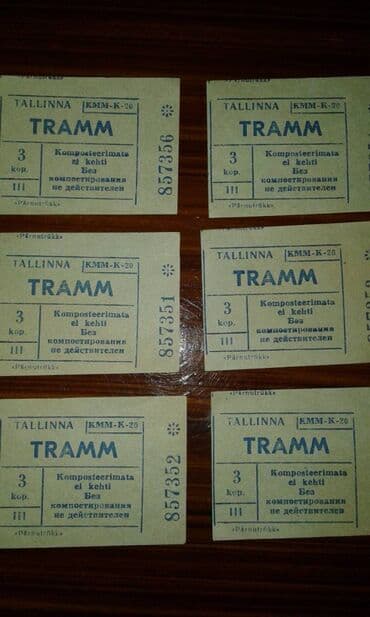 «Pärnutrükk»
TALLINNA KMM-K-20
TRAMM
3 kop.
III
Komposteerimata
ei kehti
Без
компостирования
не действителен
857356
«Pärnutrükk»
TALLINNA KMM-K-20
TRAMM
3 kop.
III
Komposteerimata
ei kehti
Без
компостирования
не действителен
«Pärnutrükk»
TALLINNA KMM-K-20
TRAMM
3 kop.
III
Komposteerimata
ei kehti
Без
компостирования
не действителен
857351
«Pärnutrükk»
TALLINNA KMM-K-20
TRAMM
3 kop.
III
Komposteerimata
ei kehti
Без
компостирования
не действителен
«Pärnutrükk»
TALLINNA KMM-K-20
TRAMM
3 kop.
III
Komposteerimata
ei kehti
Без
компостирования
не действителен
857352
«Pärnutrükk»
TALLINNA KMM-K-20
TRAMM
3 kop.
III
Komposteerimata
ei kehti
Без
компостирования
не действителен
«Pärnutrükk»